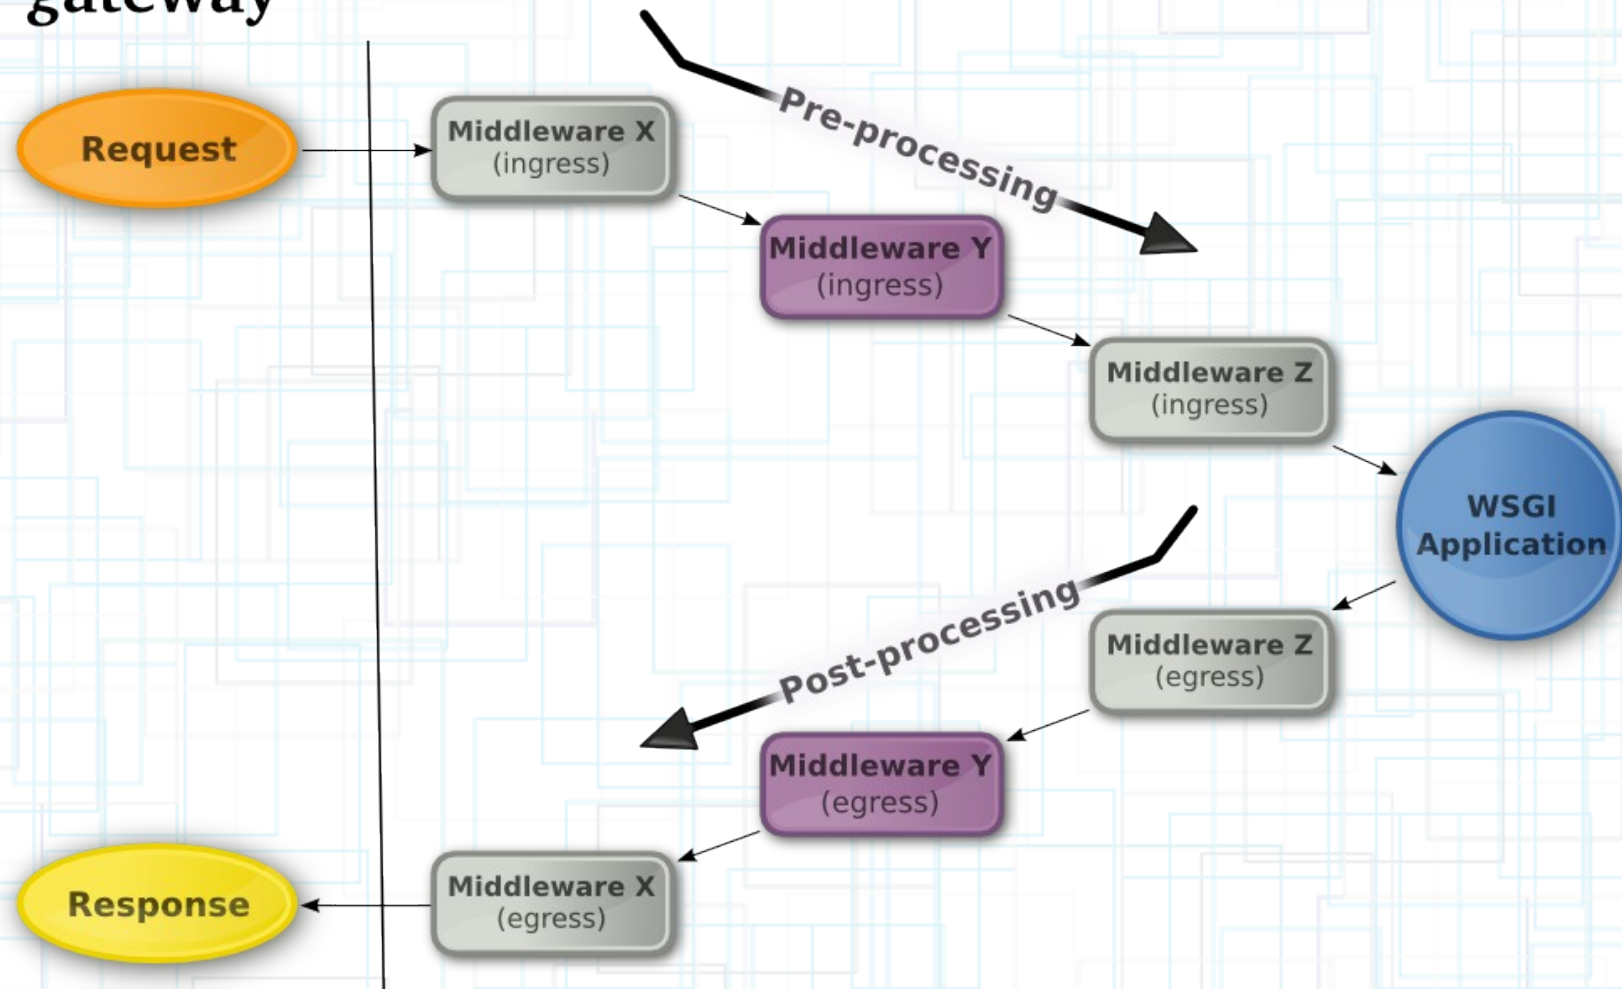 gateway
Request
Middleware X
(ingress)
Pre-processing
Middleware Y
(ingress)
Middleware Z
(ingress)
WSGI
Application
Post-processing
Middleware Z
(egress)
Middleware Y
(egress)
Middleware X
(egress)
Response